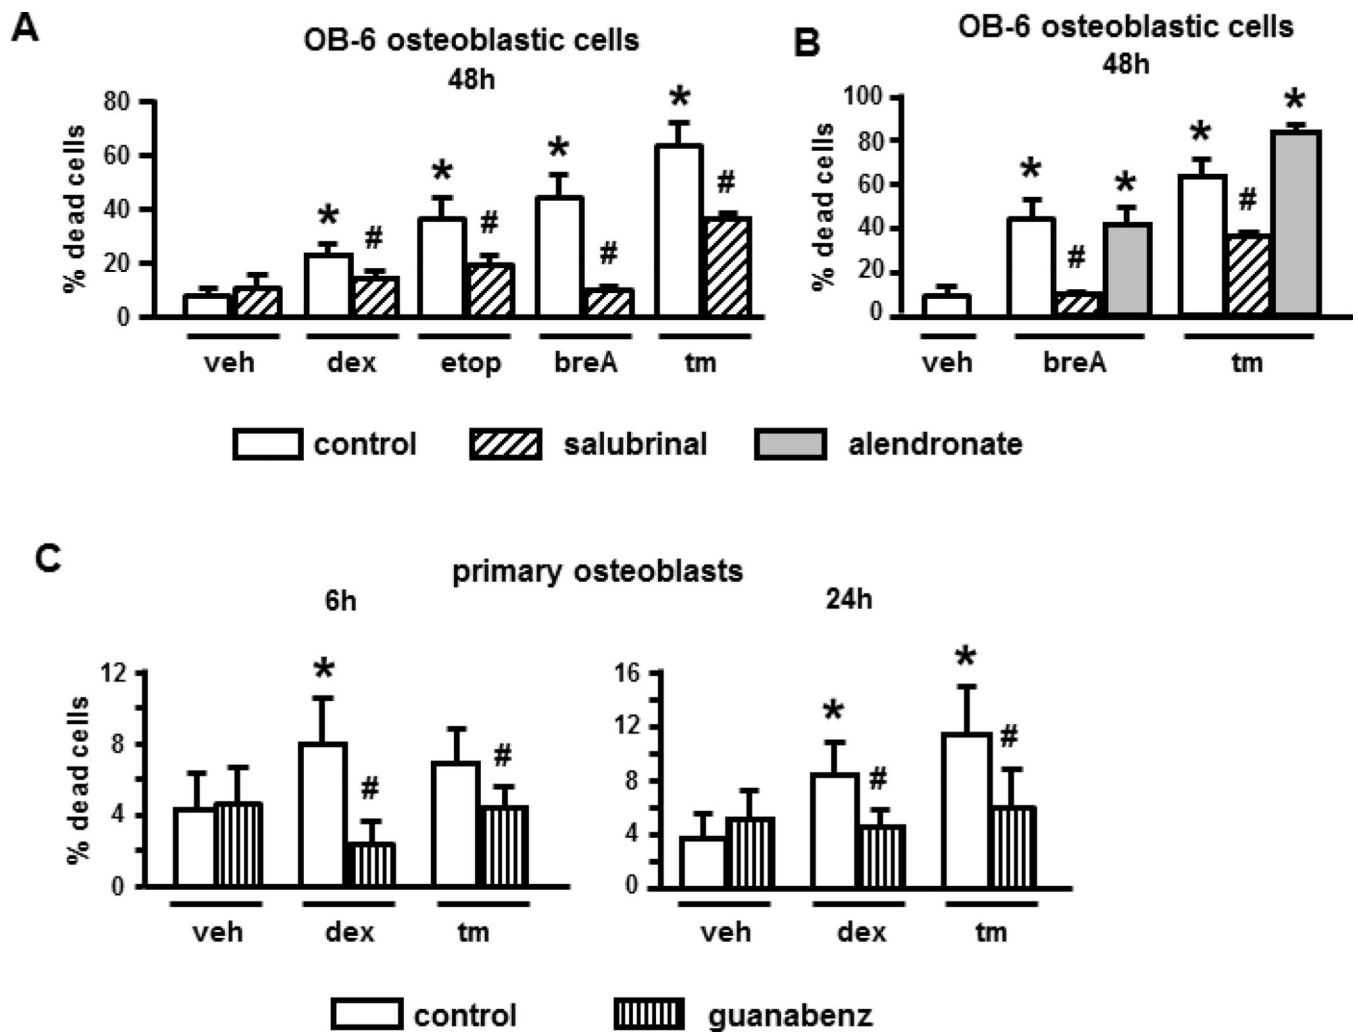 A
OB-6 osteoblastic cells
48h
% dead cells
80
60
40
20
0
* # * # * # * #
veh dex etop breA tm
B
OB-6 osteoblastic cells
48h
% dead cells
100
80
60
40
20
0
* # * * # *
veh breA tm
control salubrinal alendronate
C
primary osteoblasts
6h
% dead cells
12
8
4
0
* # #
veh dex tm
24h
16
12
8
4
0
* # * #
veh dex tm
control guanabenz